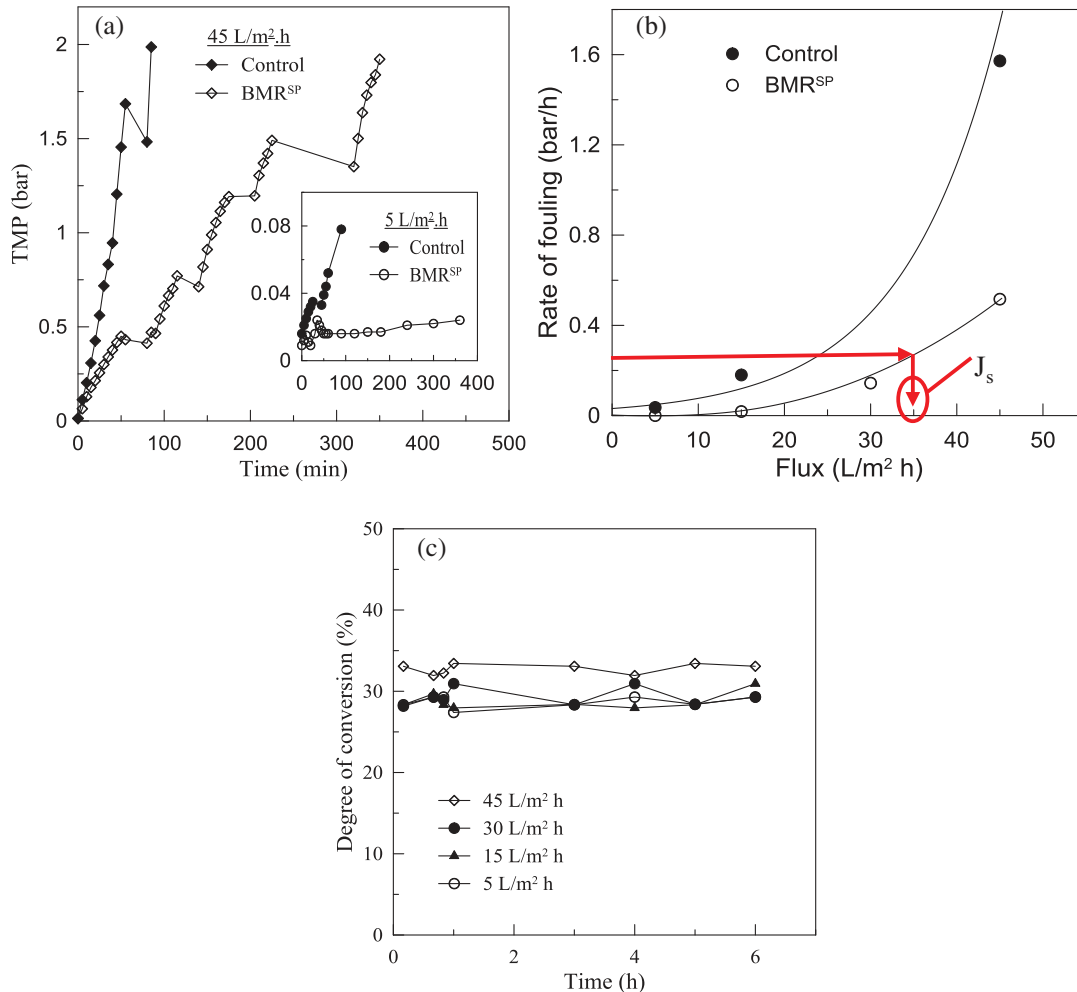 (a)
45 L/m².h
Control
BMRˢᴾ
2
1.5
1
0.5
0
TMP (bar)
5 L/m².h
Control
BMRˢᴾ
0.08
0.04
0
0 100 200 300 400
0 100 200 300 400 500
Time (min)
(b)
Control
BMRˢᴾ
1.6
1.2
0.8
0.4
0
Rate of fouling (bar/h)
Jₛ
0 10 20 30 40 50
Flux (L/m² h)
(c)
50
40
30
20
10
0
Degree of conversion (%)
45 L/m² h
30 L/m² h
15 L/m² h
5 L/m² h
0 2 4 6
Time (h)